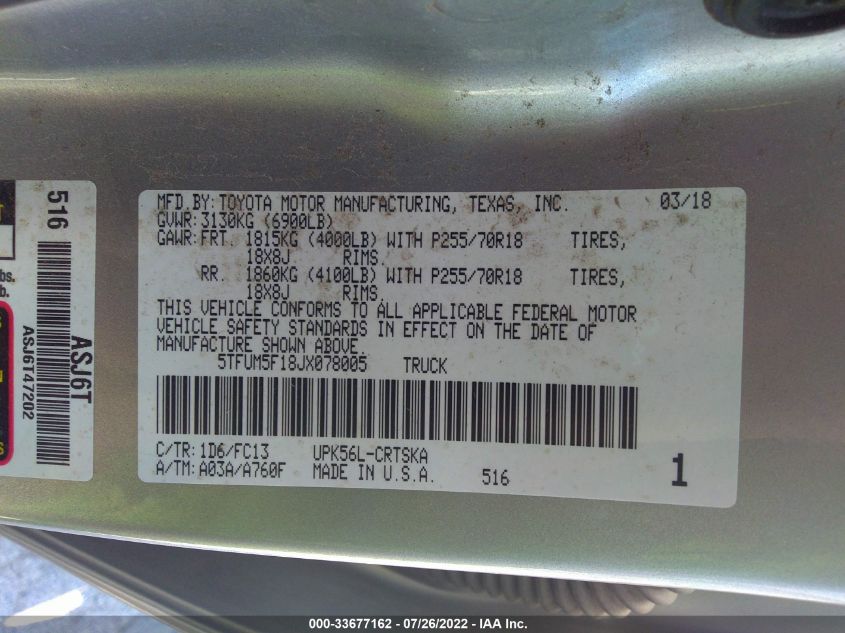 MFD.BY: TOYOTA MOTOR MANUFACTURING, TEXAS, INC. 03/18
GVWR: 3130KG (6900LB)
GAWR: FRT. 1815KG (4000LB) WITH P255/70R18 TIRES,
18X8J RIMS.
RR. 1860KG (4100LB) WITH P255/70R18 TIRES,
18X8J RIMS.
THIS VEHICLE CONFORMS TO ALL APPLICABLE FEDERAL MOTOR
VEHICLE SAFETY STANDARDS IN EFFECT ON THE DATE OF
MANUFACTURE SHOWN ABOVE.
5TFUM5F18JX078005 TRUCK
C/TR: 1D6/FC13 UPK56L-CRTSKA
A/TM: A03A/A760F MADE IN U.S.A. 516 1
516
ASJ6T
ASJ6T47202
lbs.
lb.
000-33677162 - 07/26/2022 - IAA Inc.